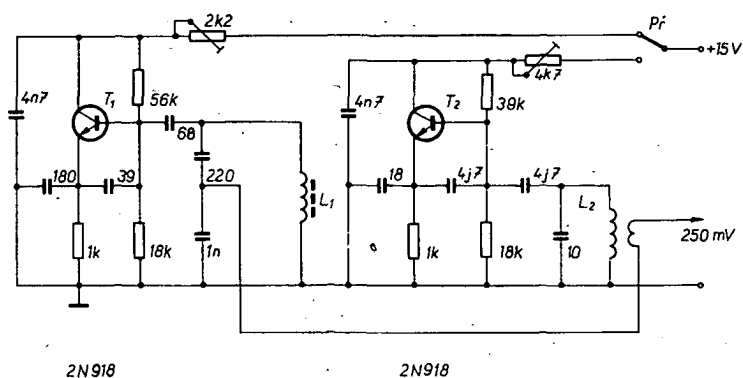 2k2
Př
+15V
4n7
T₁
56k
68
180
39
220
1k
18k
1n
L₁
4k7
4n7
T₂
39k
18
4j7
4j7
L₂
1k
18k
10
250 mV
2N918
2N918